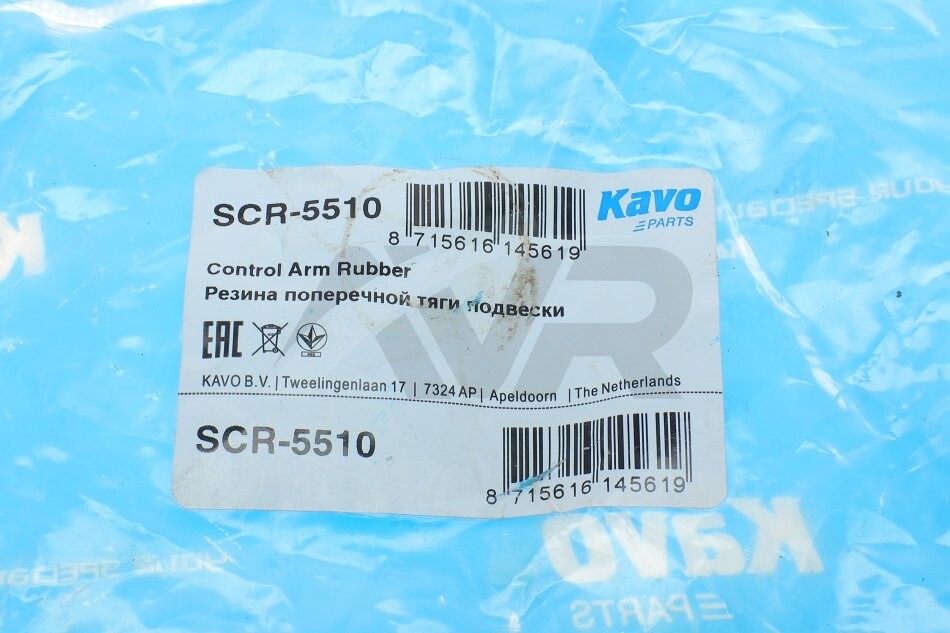 SCR-5510
8 715616 145619
Kavo
PARTS
Control Arm Rubber
Резина поперечной тяги подвески
EAC
KAVO B.V. | Tweelingenlaan 17 | 7324 AP | Apeldoorn | The Netherlands
SCR-5510
8 715616 145619
Kavo
PARTS